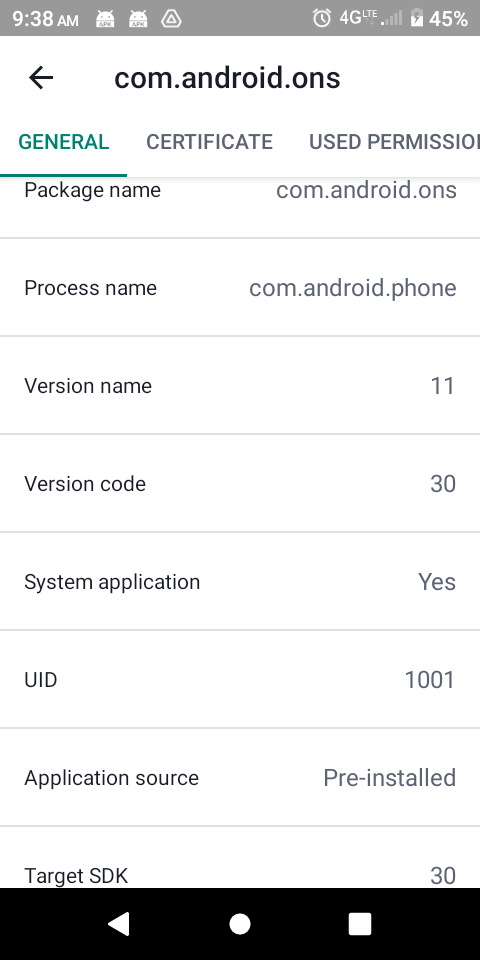 9:38 AM APK APK 4G LTE 45%
com.android.ons
GENERAL CERTIFICATE USED PERMISSIO
Package name com.android.ons
Process name com.android.phone
Version name 11
Version code 30
System application Yes
UID 1001
Application source Pre-installed
Target SDK 30